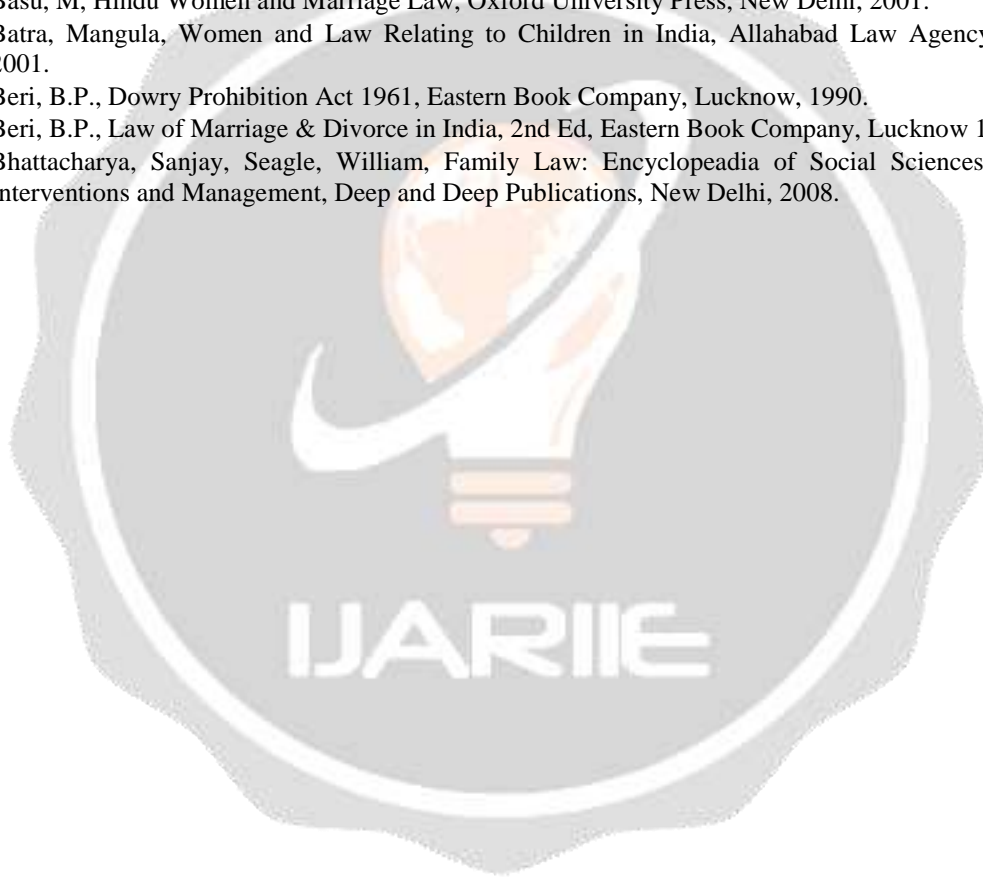 Basu, M, Hindu Women and Marriage Law, Oxford University Press, New Delhi, 2001.
Batra, Mangula, Women and Law Relating to Children in India, Allahabad Law Agency
2001.
Beri, B.P., Dowry Prohibition Act 1961, Eastern Book Company, Lucknow, 1990.
Beri, B.P., Law of Marriage & Divorce in India, 2nd Ed, Eastern Book Company, Lucknow 1
Bhattacharya, Sanjay, Seagle, William, Family Law: Encyclopeadia of Social Sciences
Interventions and Management, Deep and Deep Publications, New Delhi, 2008.
IJARIIE